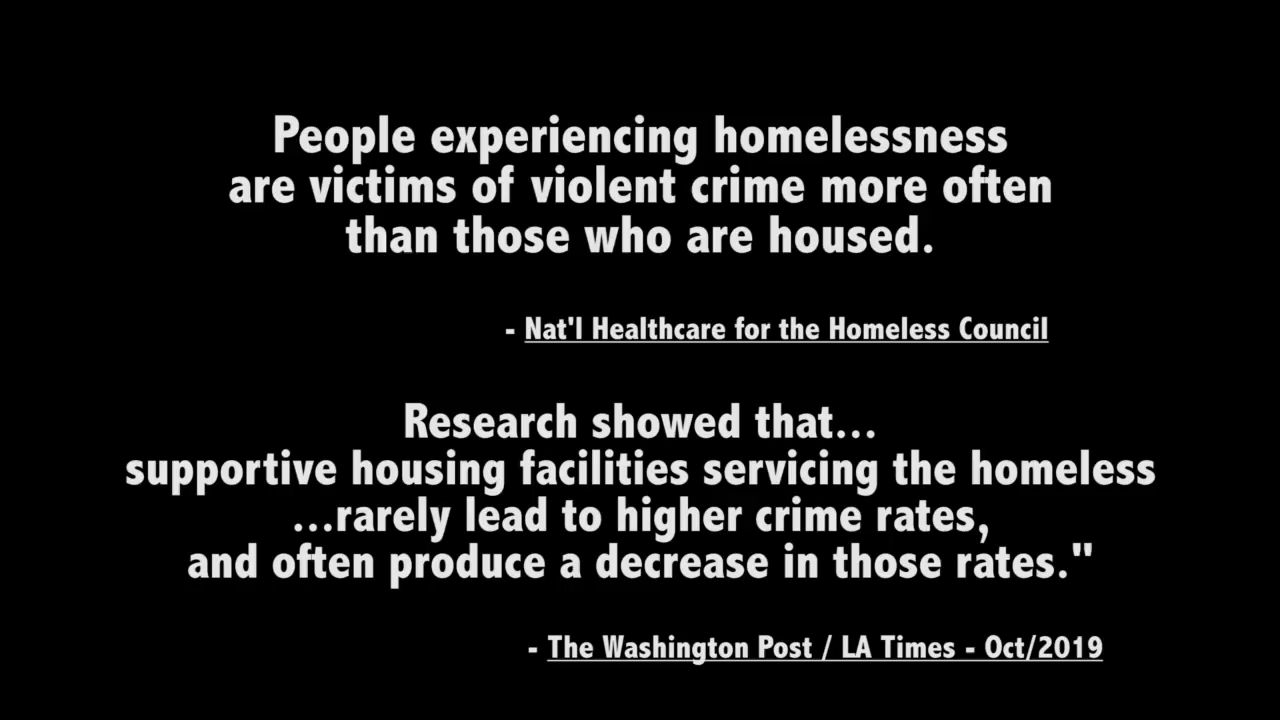 People experiencing homelessness
are victims of violent crime more often
than those who are housed.
- Nat'l Healthcare for the Homeless Council
Research showed that...
supportive housing facilities servicing the homeless
...rarely lead to higher crime rates,
and often produce a decrease in those rates."
- The Washington Post / LA Times - Oct/2019